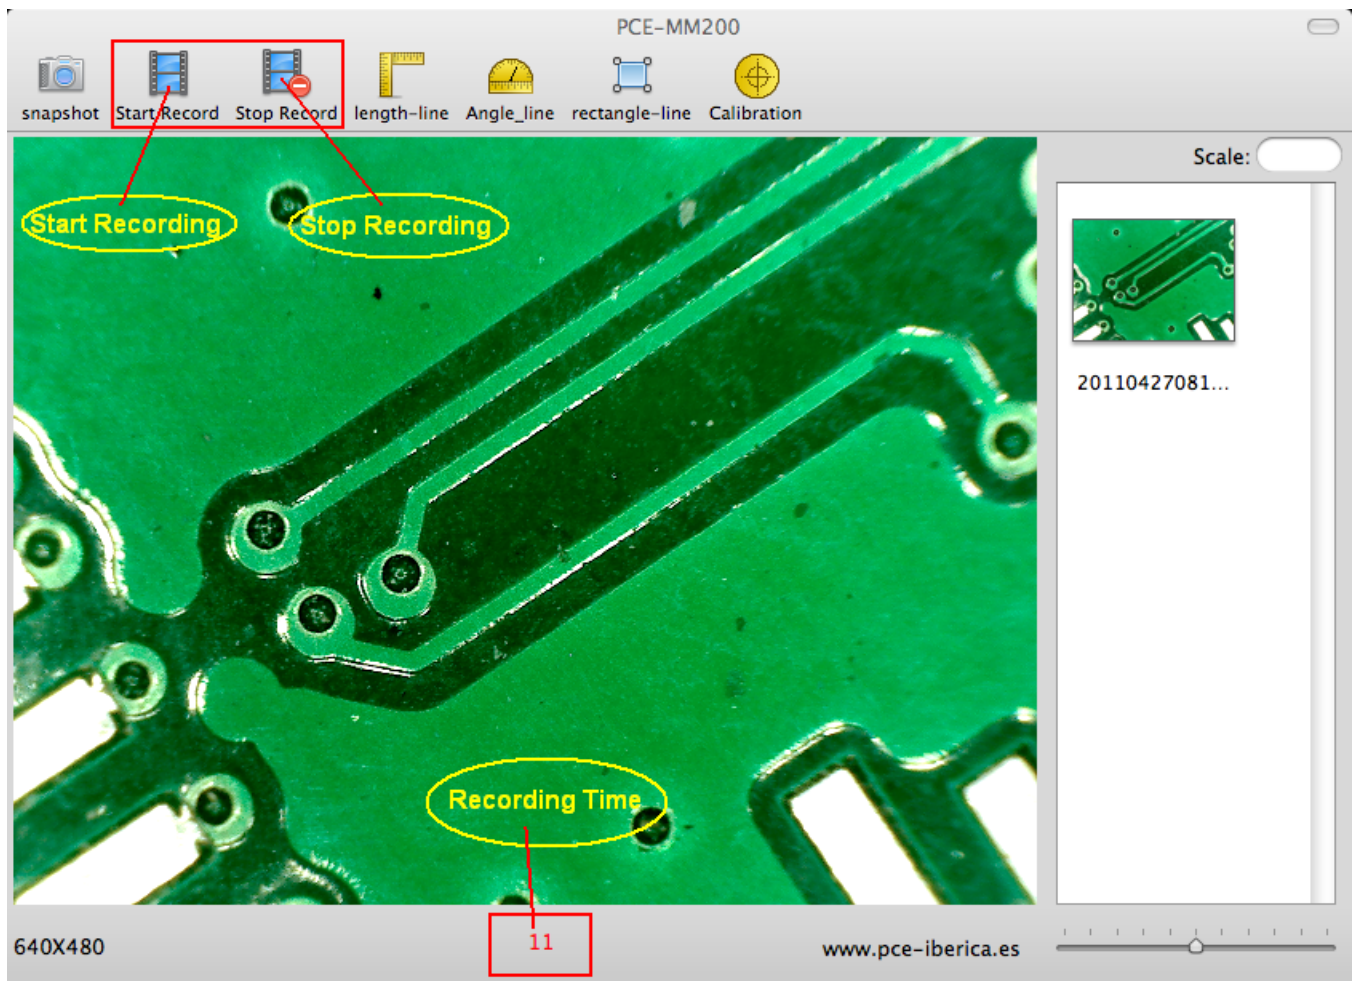 PCE-MM200
snapshot Start Record Stop Record length-line Angle_line rectangle-line Calibration
Scale:
Start Recording Stop Recording
20110427081...
Recording Time
11
640X480 www.pce-iberica.es